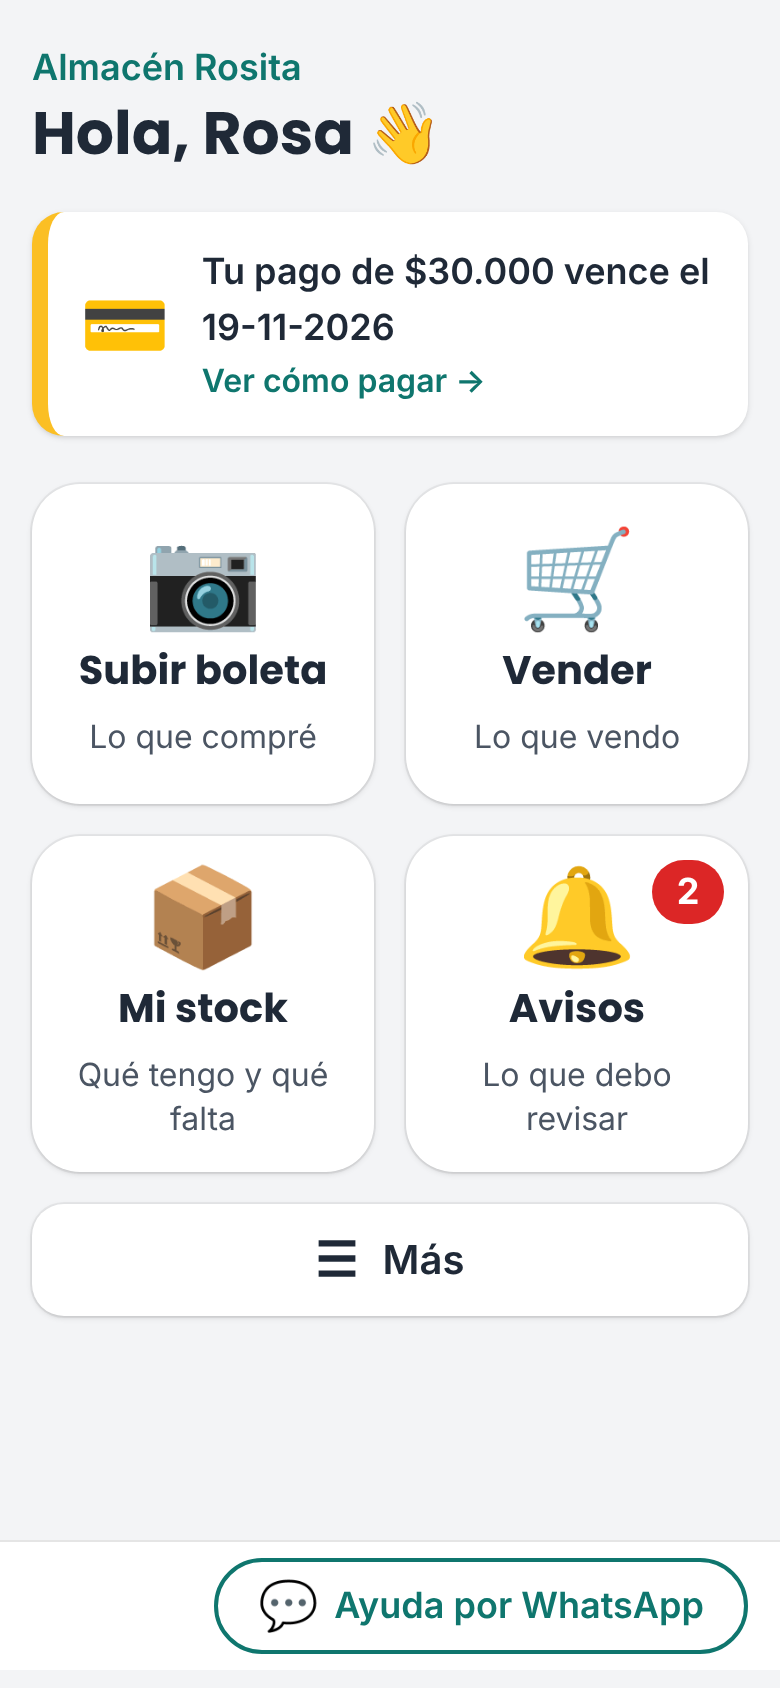 Almacén Rosita
Hola, Rosa 👋
Tu pago de $30.000 vence el
19-11-2026
Ver cómo pagar →
Subir boleta
Lo que compré
Vender
Lo que vendo
Mi stock
Qué tengo y qué
falta
2
Avisos
Lo que debo
revisar
☰ Más
Ayuda por WhatsApp